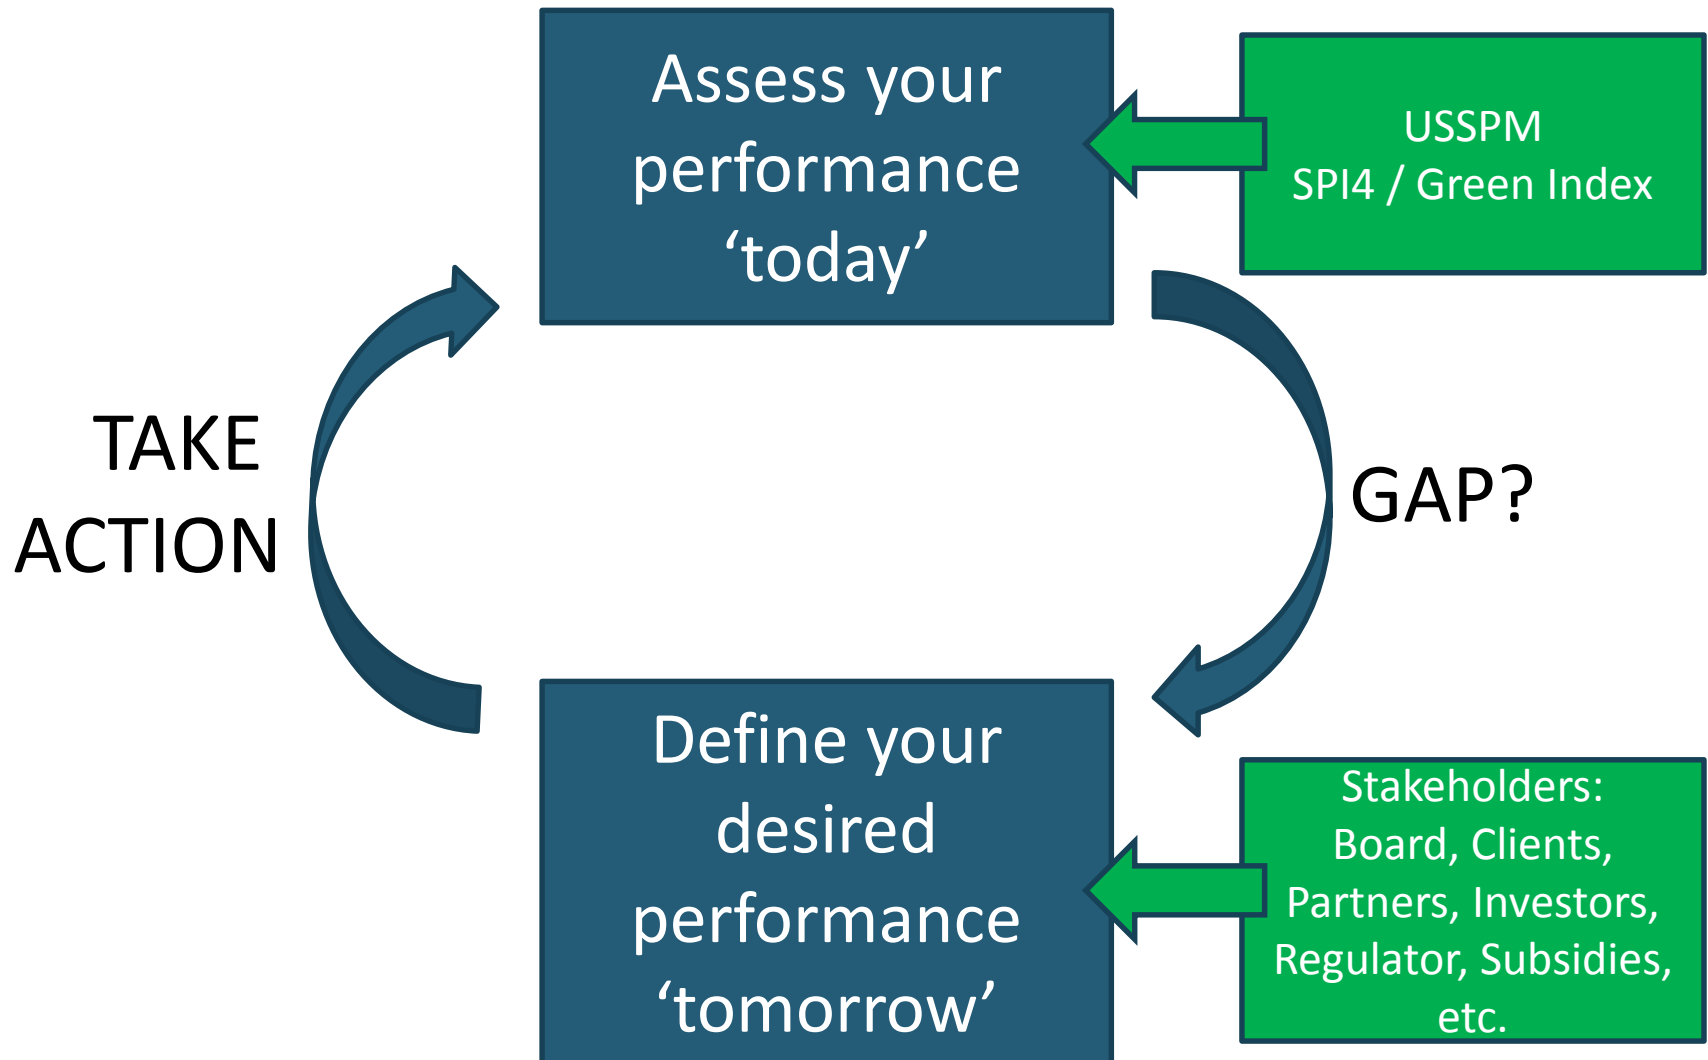 Assess your
performance
‘today’
USSPM
SPI4 / Green Index
TAKE
ACTION
GAP?
Define your
desired
performance
‘tomorrow’
Stakeholders:
Board, Clients,
Partners, Investors,
Regulator, Subsidies,
etc.